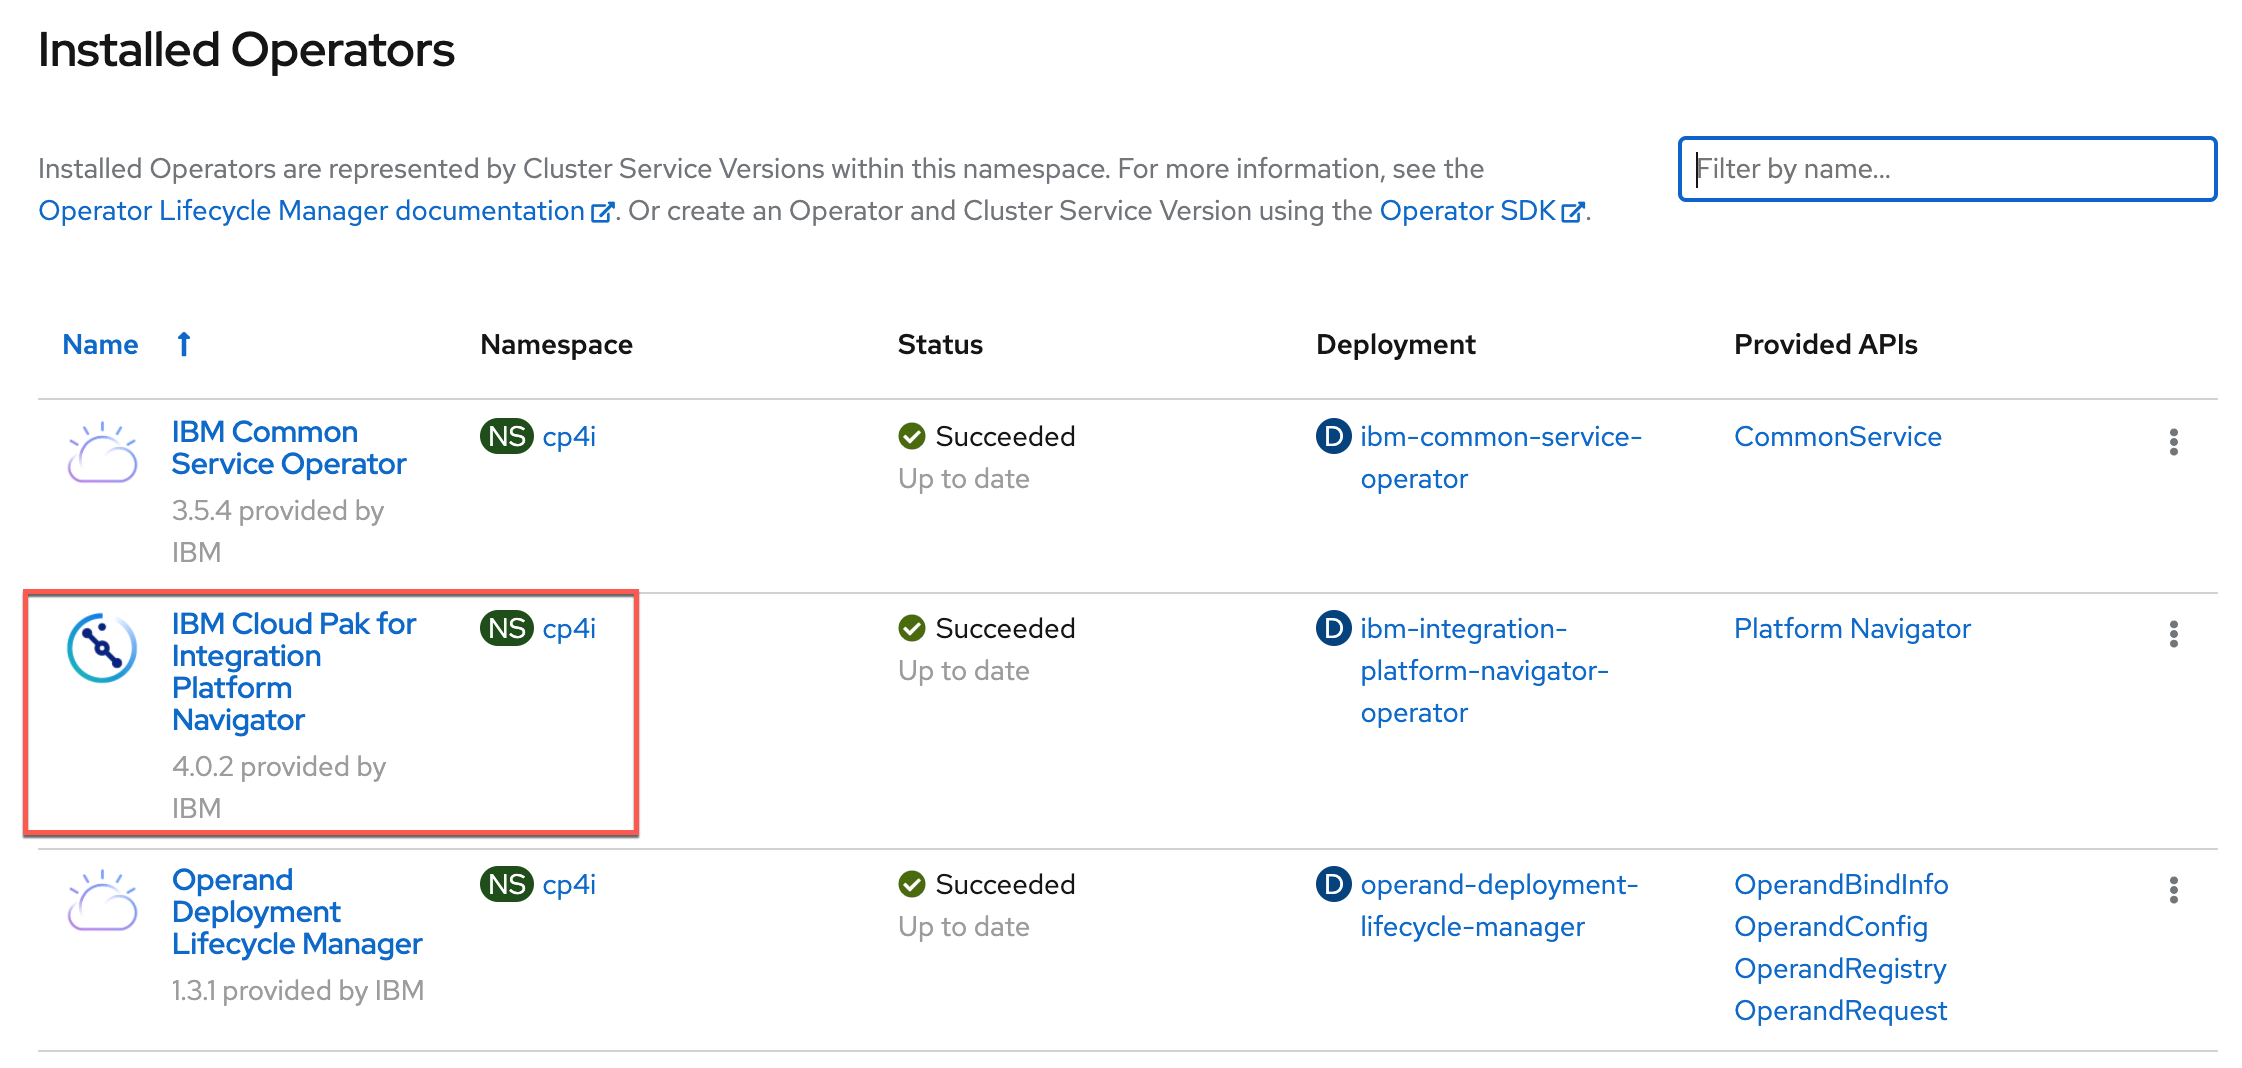 Installed Operators
Installed Operators are represented by Cluster Service Versions within this namespace. For more information, see the
Operator Lifecycle Manager documentation. Or create an Operator and Cluster Service Version using the Operator SDK.
Filter by name...
Name Namespace Status Deployment Provided APIs
IBM Common
Service Operator
3.5.4 provided by
IBM
NS cp4i
Succeeded
Up to date
D ibm-common-service-
operator
CommonService
IBM Cloud Pak for
Integration
Platform
Navigator
4.0.2 provided by
IBM
NS cp4i
Succeeded
Up to date
D ibm-integration-
platform-navigator-
operator
Platform Navigator
Operand
Deployment
Lifecycle Manager
1.3.1 provided by IBM
NS cp4i
Succeeded
Up to date
D operand-deployment-
lifecycle-manager
OperandBindInfo
OperandConfig
OperandRegistry
OperandRequest